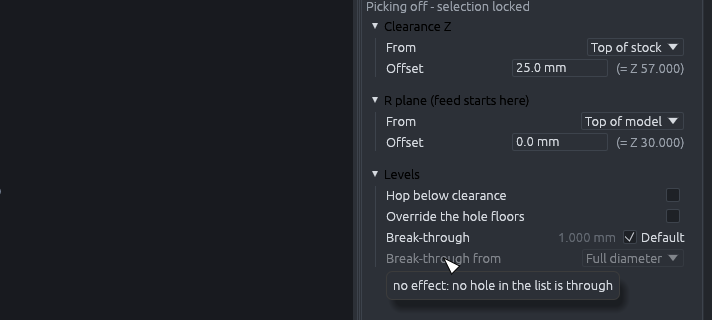 Picking off - selection locked
Clearance Z
From Top of stock
Offset 25.0 mm (= Z 57.000)
R plane (feed starts here)
From Top of model
Offset 0.0 mm (= Z 30.000)
Levels
Hop below clearance
Override the hole floors
Break-through 1.000 mm Default
Break-through from Full diameter
no effect: no hole in the list is through